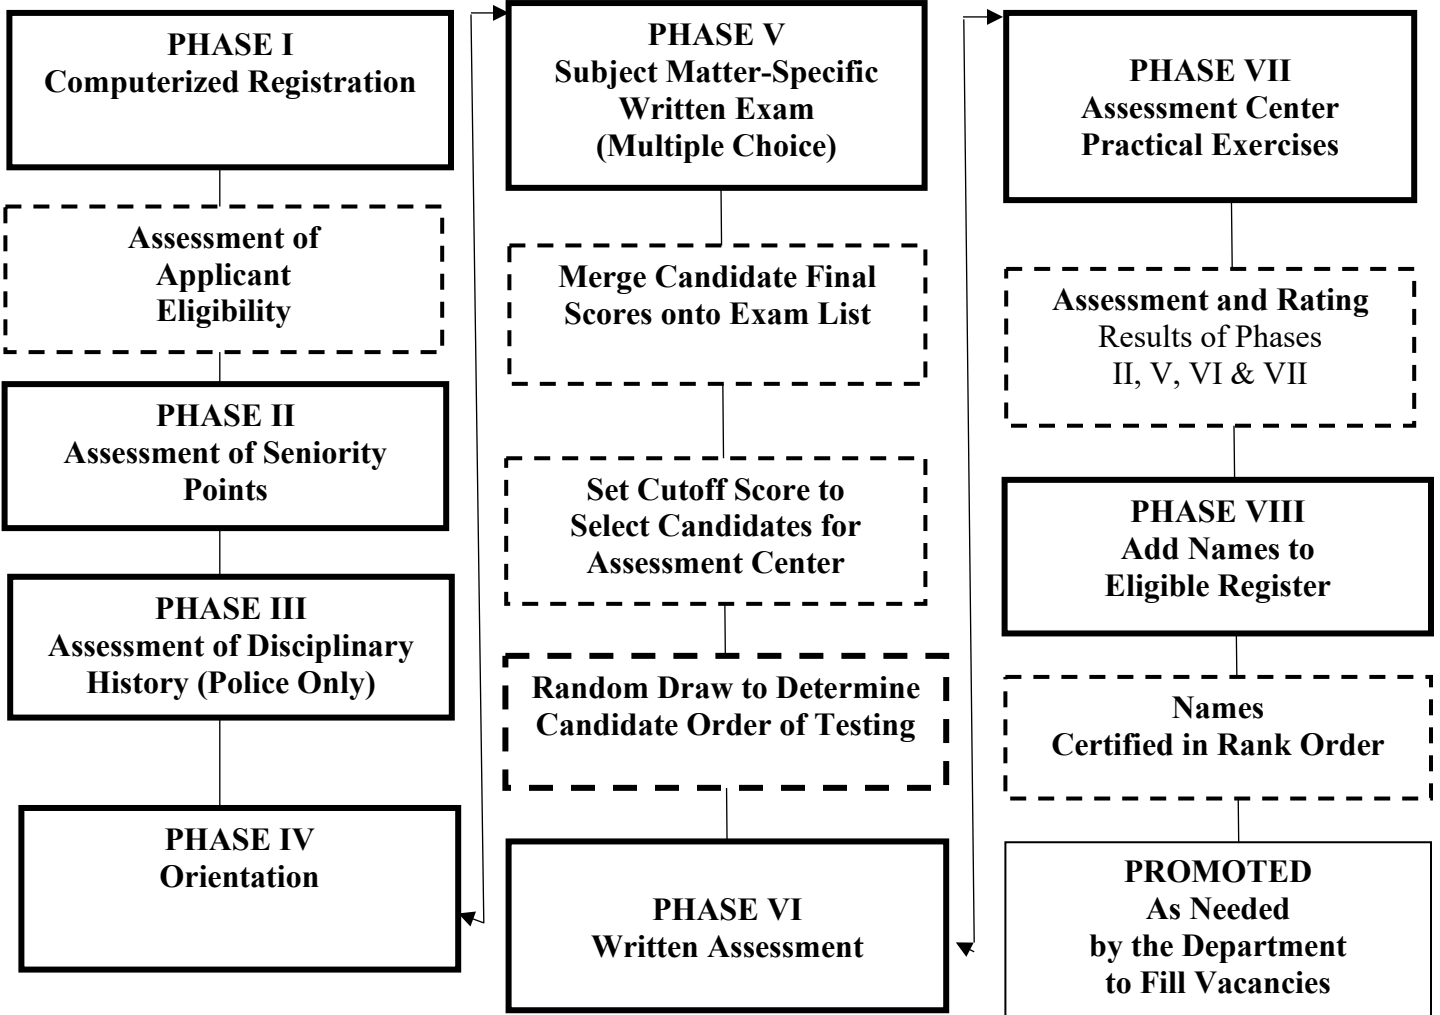 PHASE I
Computerized Registration
Assessment of
Applicant
Eligibility
PHASE II
Assessment of Seniority
Points
PHASE III
Assessment of Disciplinary
History (Police Only)
PHASE IV
Orientation
PHASE V
Subject Matter-Specific
Written Exam
(Multiple Choice)
Merge Candidate Final
Scores onto Exam List
Set Cutoff Score to
Select Candidates for
Assessment Center
Random Draw to Determine
Candidate Order of Testing
PHASE VI
Written Assessment
PHASE VII
Assessment Center
Practical Exercises
Assessment and Rating
Results of Phases
II, V, VI & VII
PHASE VIII
Add Names to
Eligible Register
Names
Certified in Rank Order
PROMOTED
As Needed
by the Department
to Fill Vacancies